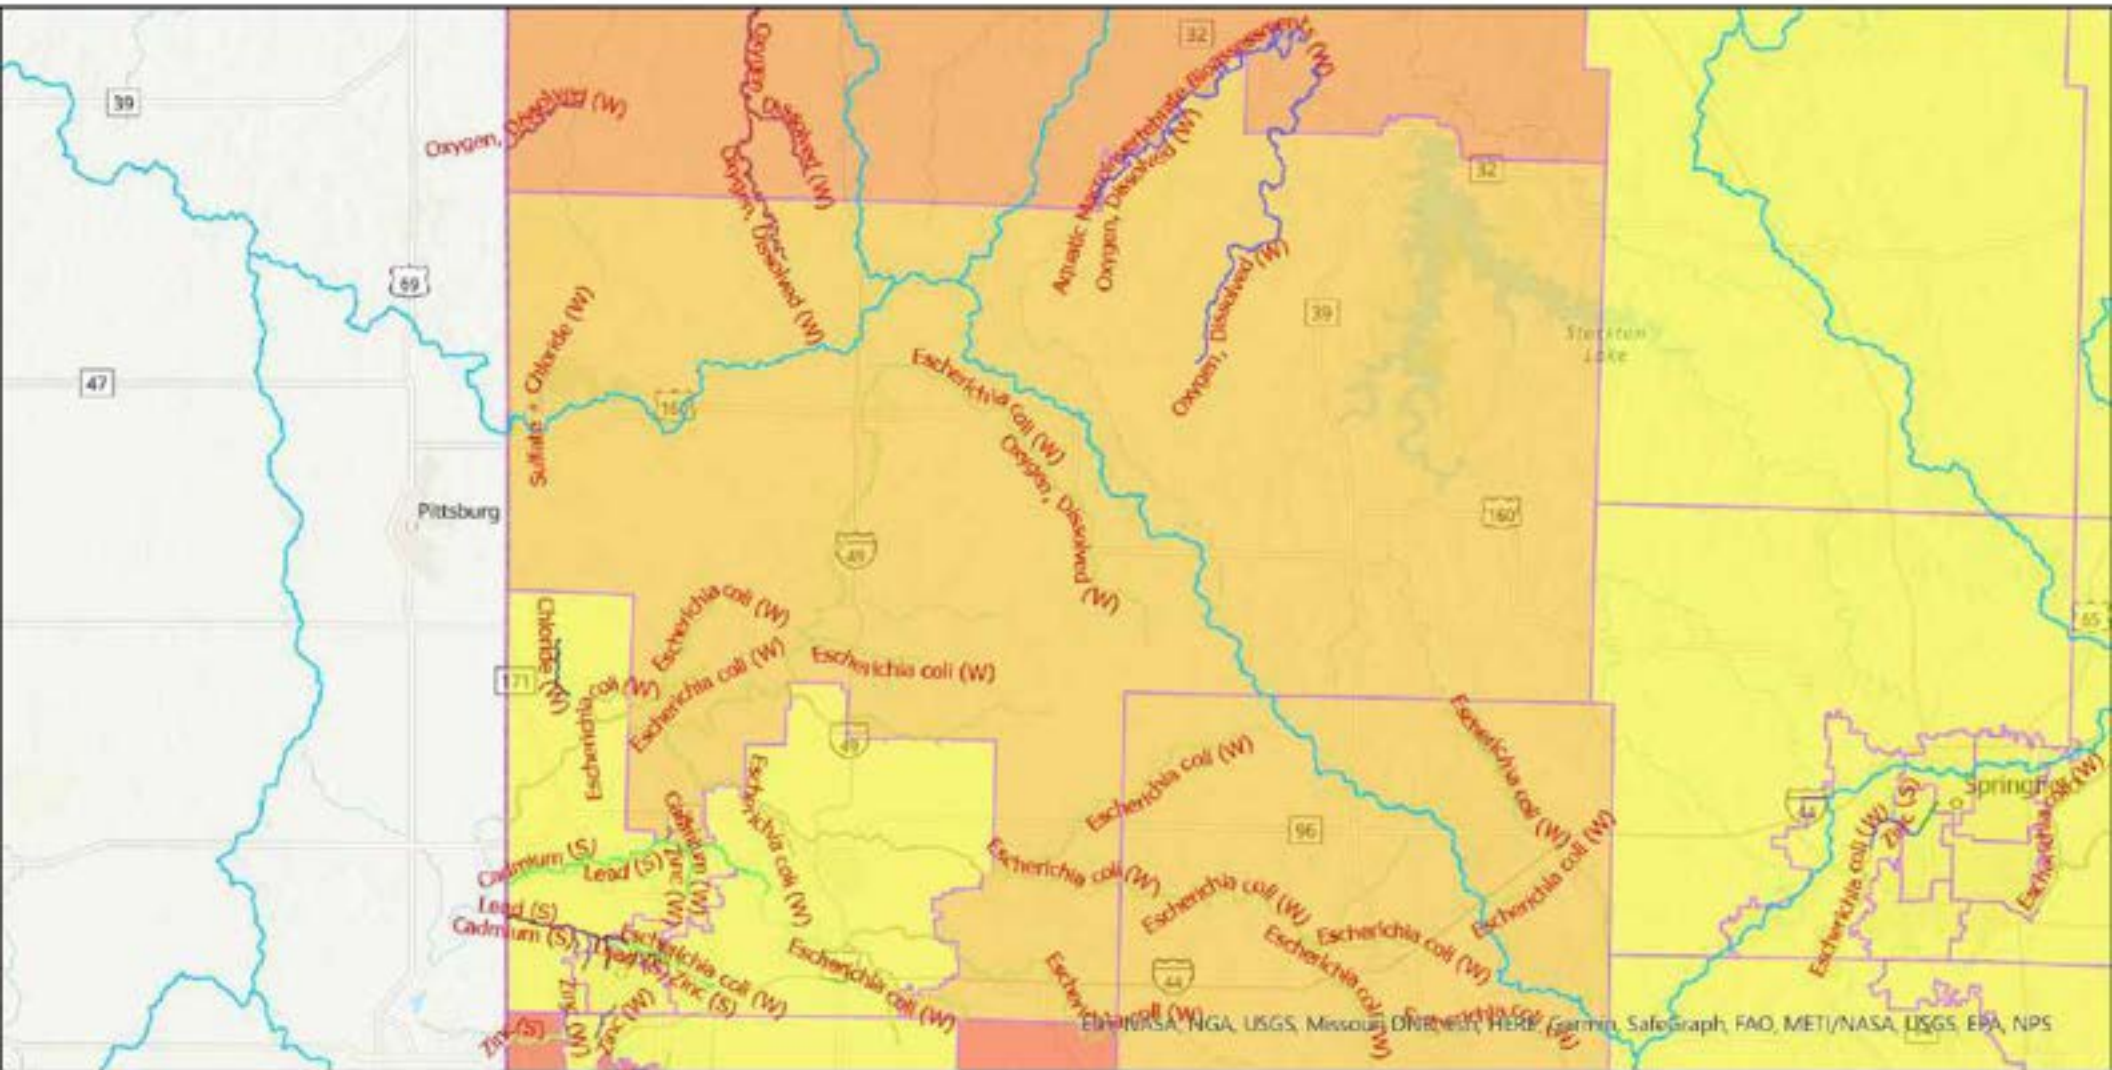 32
Oxygen, Dissolved (W)
Oxygen, Dissolved (W)
Aquatic Macroinvertebrate Bioassessments (W)
39
Oxygen, Dissolved (W)
Oxygen, Dissolved (W)
32
Oxygen, Dissolved (W)
69
Sulfate + Chloride (W)
39
Stockton
Lake
47
160
Escherichia coli (W)
Oxygen, Dissolved (W)
Pittsburg
160
49
65
Escherichia coli (W)
Chloride (W)
171
Escherichia coli (W)
Escherichia coli (W)
Escherichia coli (W)
49
Escherichia coli (W)
Escherichia coli (W)
Escherichia coli (W)
Springfield
44
Zinc (S)
Escherichia coli (W)
Escherichia coli (W)
96
Cadmium (W)
Zinc (W)
Cadmium (S)
Lead (S)
Escherichia coli (W)
Escherichia coli (W)
Escherichia coli (W)
Lead (S)
Cadmium (S)
Escherichia coli (W)
Lead (S)
Zinc (S)
Escherichia coli (W)
Escherichia coli (W)
Escherichia coli (W)
Escherichia coli (W)
44
Escherichia coli (W)
Zinc (W)
Zinc (W)
Zinc (S)
Esri, NASA, NGA, USGS, Missouri DNR, Esri, HERE, Garmin, SafeGraph, FAO, METI/NASA, USGS, EPA, NPS